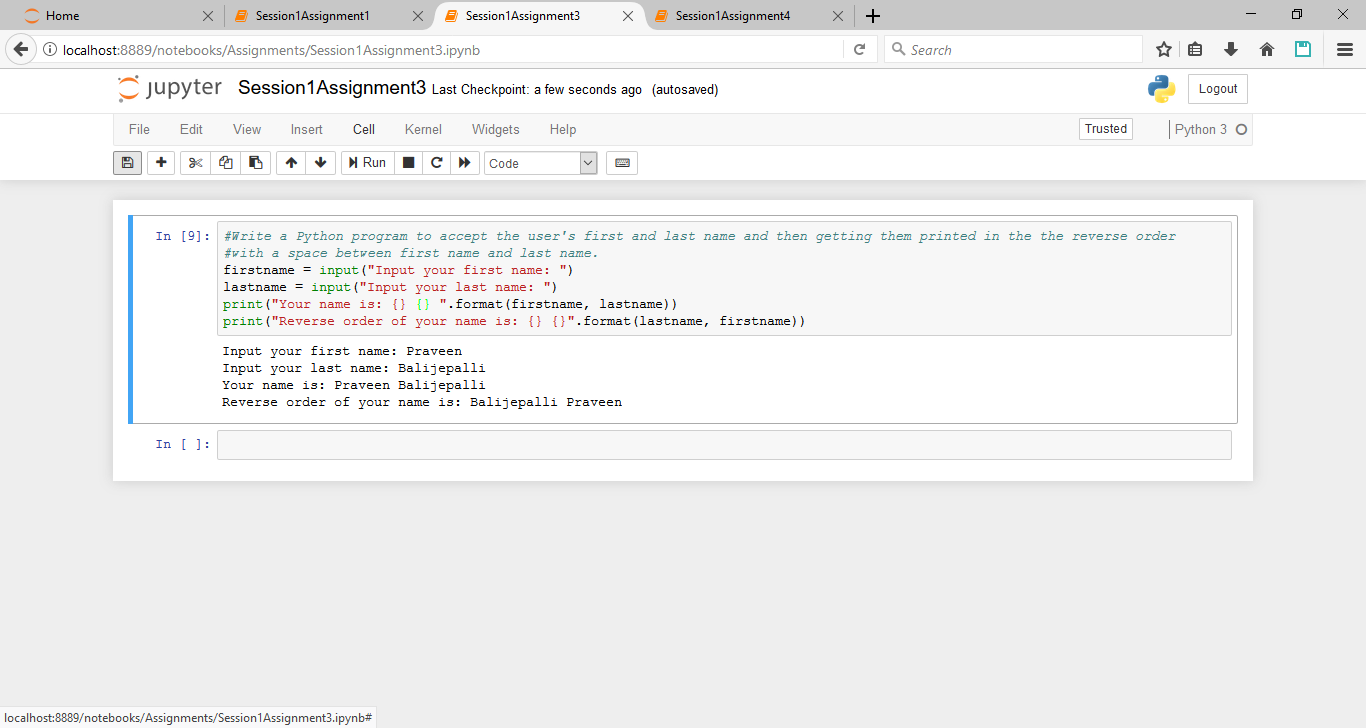 Home
Session1Assignment1
Session1Assignment3
Session1Assignment4
localhost:8889/notebooks/Assignments/Session1Assignment3.ipynb
Search
jupyter Session1Assignment3 Last Checkpoint: a few seconds ago (autosaved)
Logout
File Edit View Insert Cell Kernel Widgets Help
Trusted
Python 3
Run
Code
In [9]:
#Write a Python program to accept the user's first and last name and then getting them printed in the the reverse order
#with a space between first name and last name.
firstname = input("Input your first name: ")
lastname = input("Input your last name: ")
print("Your name is: {} {} ".format(firstname, lastname))
print("Reverse order of your name is: {} {}".format(lastname, firstname))
Input your first name: Praveen
Input your last name: Balijepalli
Your name is: Praveen Balijepalli
Reverse order of your name is: Balijepalli Praveen
In [ ]:
localhost:8889/notebooks/Assignments/Session1Assignment3.ipynb#